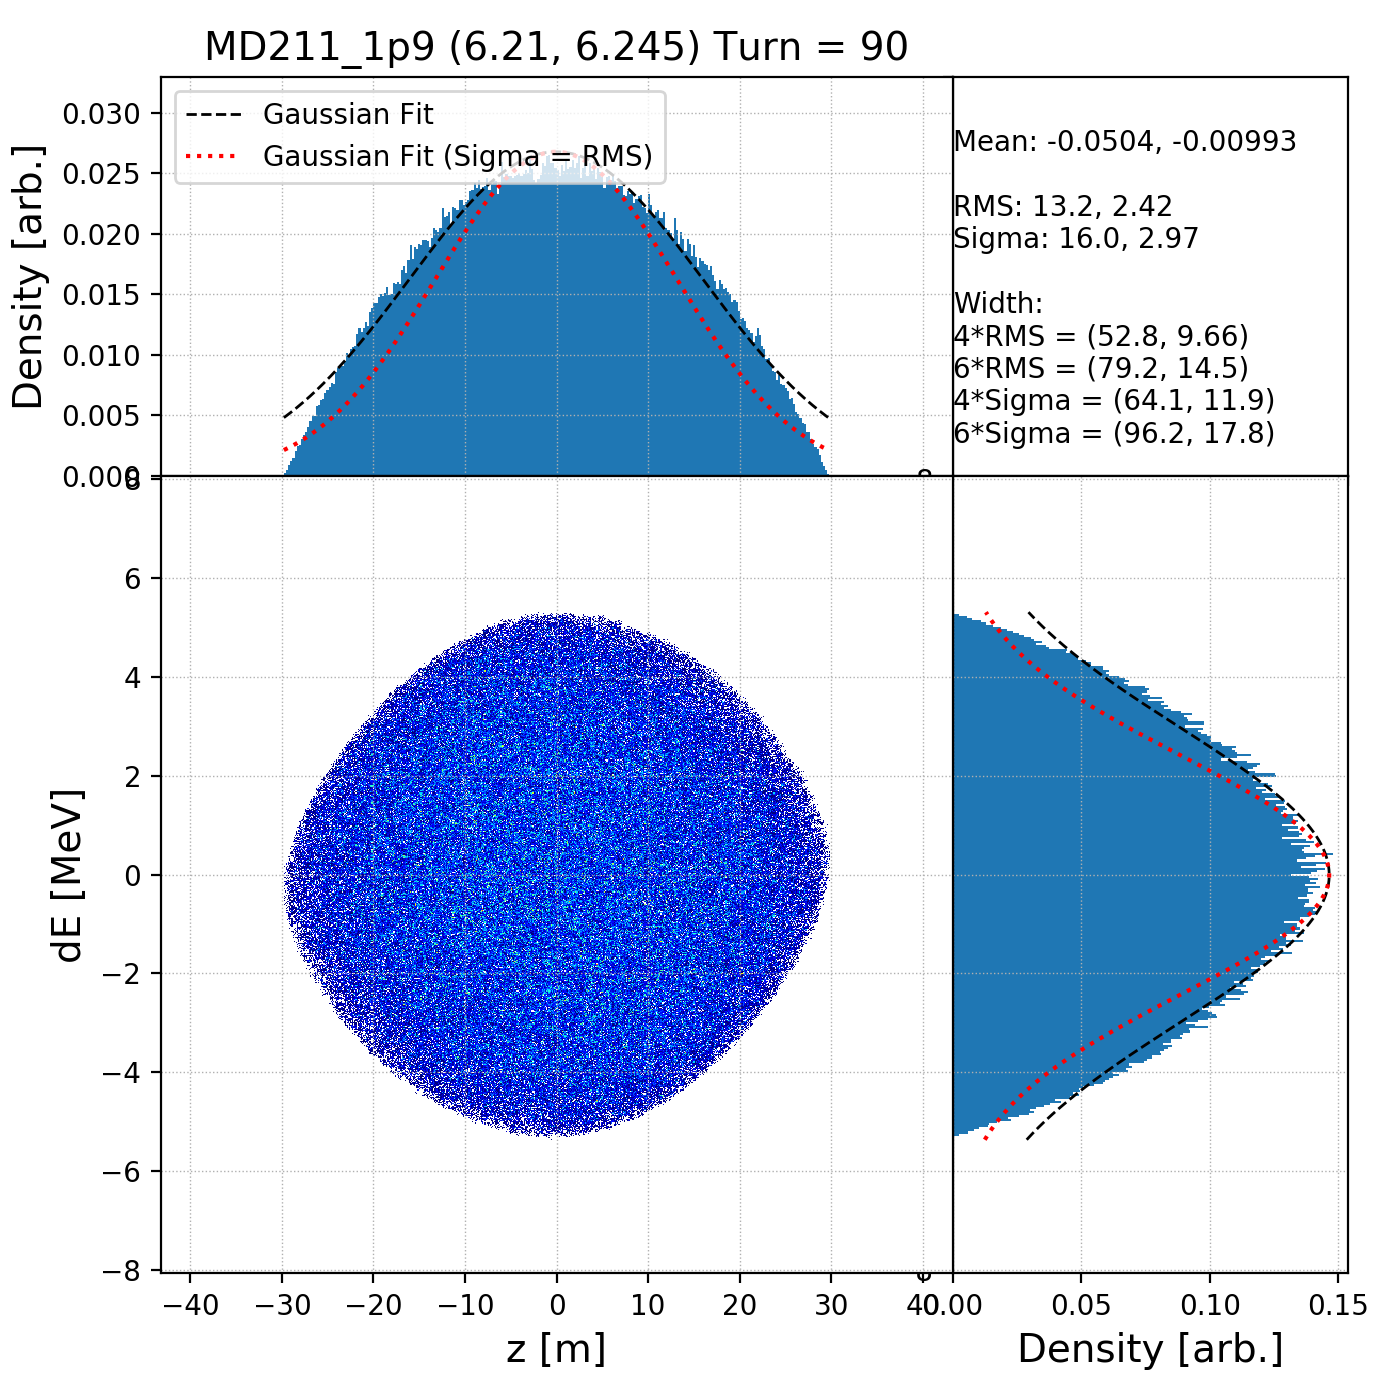 MD211_1p9 (6.21, 6.245) Turn = 90
Gaussian Fit
Gaussian Fit (Sigma = RMS)
Density [arb.]
0.030
0.025
0.020
0.015
0.010
0.005
0.000
Mean: -0.0504, -0.00993
RMS: 13.2, 2.42
Sigma: 16.0, 2.97
Width:
4*RMS = (52.8, 9.66)
6*RMS = (79.2, 14.5)
4*Sigma = (64.1, 11.9)
6*Sigma = (96.2, 17.8)
dE [MeV]
8
6
4
2
0
−2
−4
−6
−8
−40 −30 −20 −10 0 10 20 30 40
z [m]
0.00 0.05 0.10 0.15
Density [arb.]